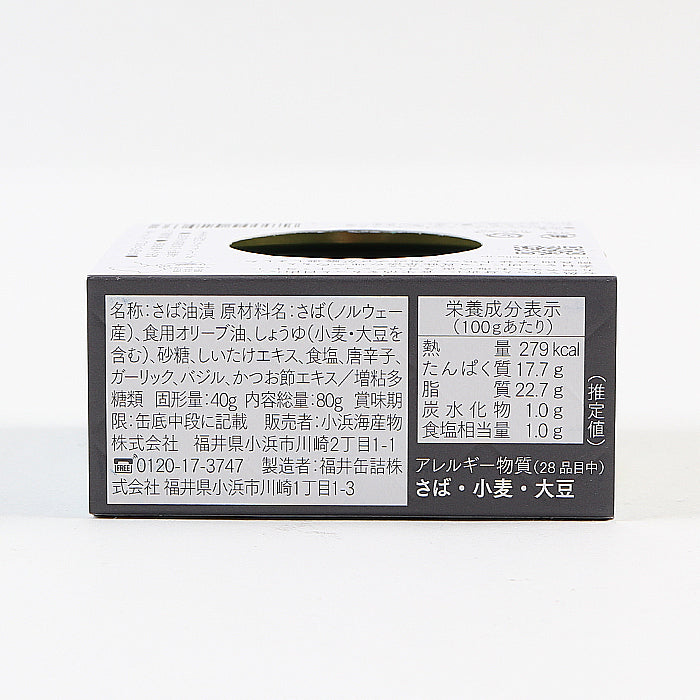 名称:さば油漬 原材料名:さば(ノルウェー
産)、食用オリーブ油、しょうゆ(小麦・大豆を
含む)、砂糖、しいたけエキス、食塩、唐辛子、
ガーリック、バジル、かつお節エキス／増粘多
糖類 固形量:40g 内容総量:80g 賞味期
限:缶底中段に記載 販売者:小浜海産物
株式会社 福井県小浜市川崎2丁目1-1
FREE 0120-17-3747 製造者:福井缶詰株
式会社 福井県小浜市川崎1丁目1-3
栄養成分表示
(100gあたり)
熱量 279kcal
たんぱく質 17.7g
脂質 22.7g
炭水化物 1.0g
食塩相当量 1.0g
(推定値)
アレルギー物質(28品目中)
さば・小麦・大豆